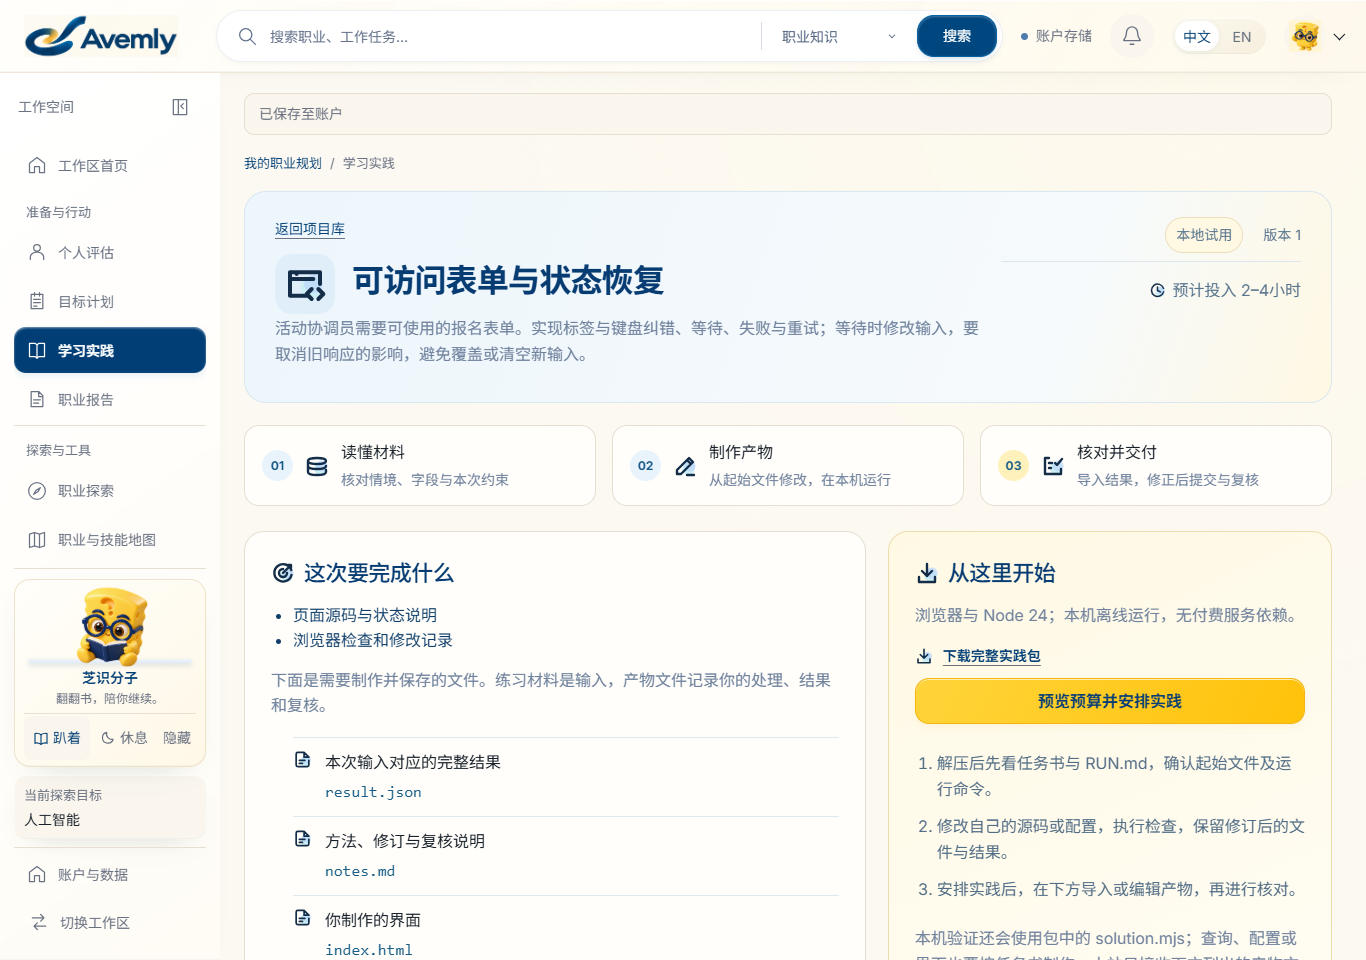 Avemly
搜索职业、工作任务...
职业知识
搜索
账户存储
中文
EN
工作空间
工作区首页
准备与行动
个人评估
目标计划
学习实践
职业报告
探索与工具
职业探索
职业与技能地图
芝识分子
翻翻书，陪你继续。
趴着
休息
隐藏
当前探索目标
人工智能
账户与数据
切换工作区
已保存至账户
我的职业规划 / 学习实践
返回项目库
本地试用
版本 1
可访问表单与状态恢复
预计投入 2–4小时
活动协调员需要可使用的报名表单。实现标签与键盘纠错、等待、失败与重试；等待时修改输入，要
取消旧响应的影响，避免覆盖或清空新输入。
01
读懂材料
核对情境、字段与本次约束
02
制作产物
从起始文件修改，在本机运行
03
核对并交付
导入结果，修正后提交与复核
这次要完成什么
页面源码与状态说明
浏览器检查和修改记录
下面是需要制作并保存的文件。练习材料是输入，产物文件记录你的处理、结果
和复核。
本次输入对应的完整结果
result.json
方法、修订与复核说明
notes.md
你制作的界面
index.html
从这里开始
浏览器与 Node 24；本机离线运行，无付费服务依赖。
下载完整实践包
预览预算并安排实践
1. 解压后先看任务书与 RUN.md，确认起始文件及运
行命令。
2. 修改自己的源码或配置，执行检查，保留修订后的文
件与结果。
3. 安排实践后，在下方导入或编辑产物，再进行核对。
本机验证还会使用包中的 solution.mjs；查询、配置或